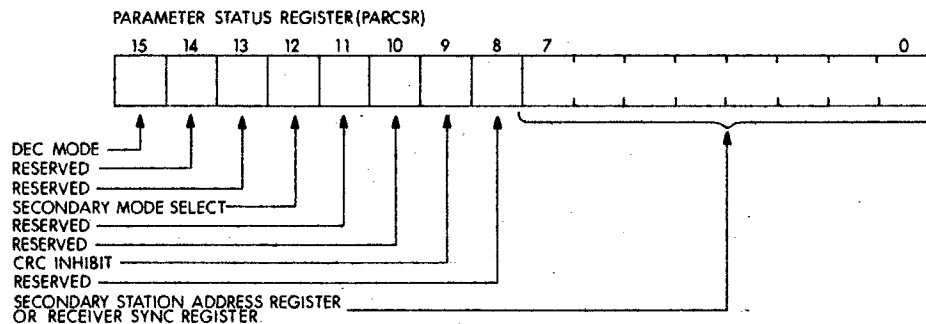 PARAMETER STATUS REGISTER (PARCSR)
15 14 13 12 11 10 9 8 7 0
DEC MODE
RESERVED
RESERVED
SECONDARY MODE SELECT
RESERVED
RESERVED
CRC INHIBIT
RESERVED
SECONDARY STATION ADDRESS REGISTER
OR RECEIVER SYNC REGISTER.